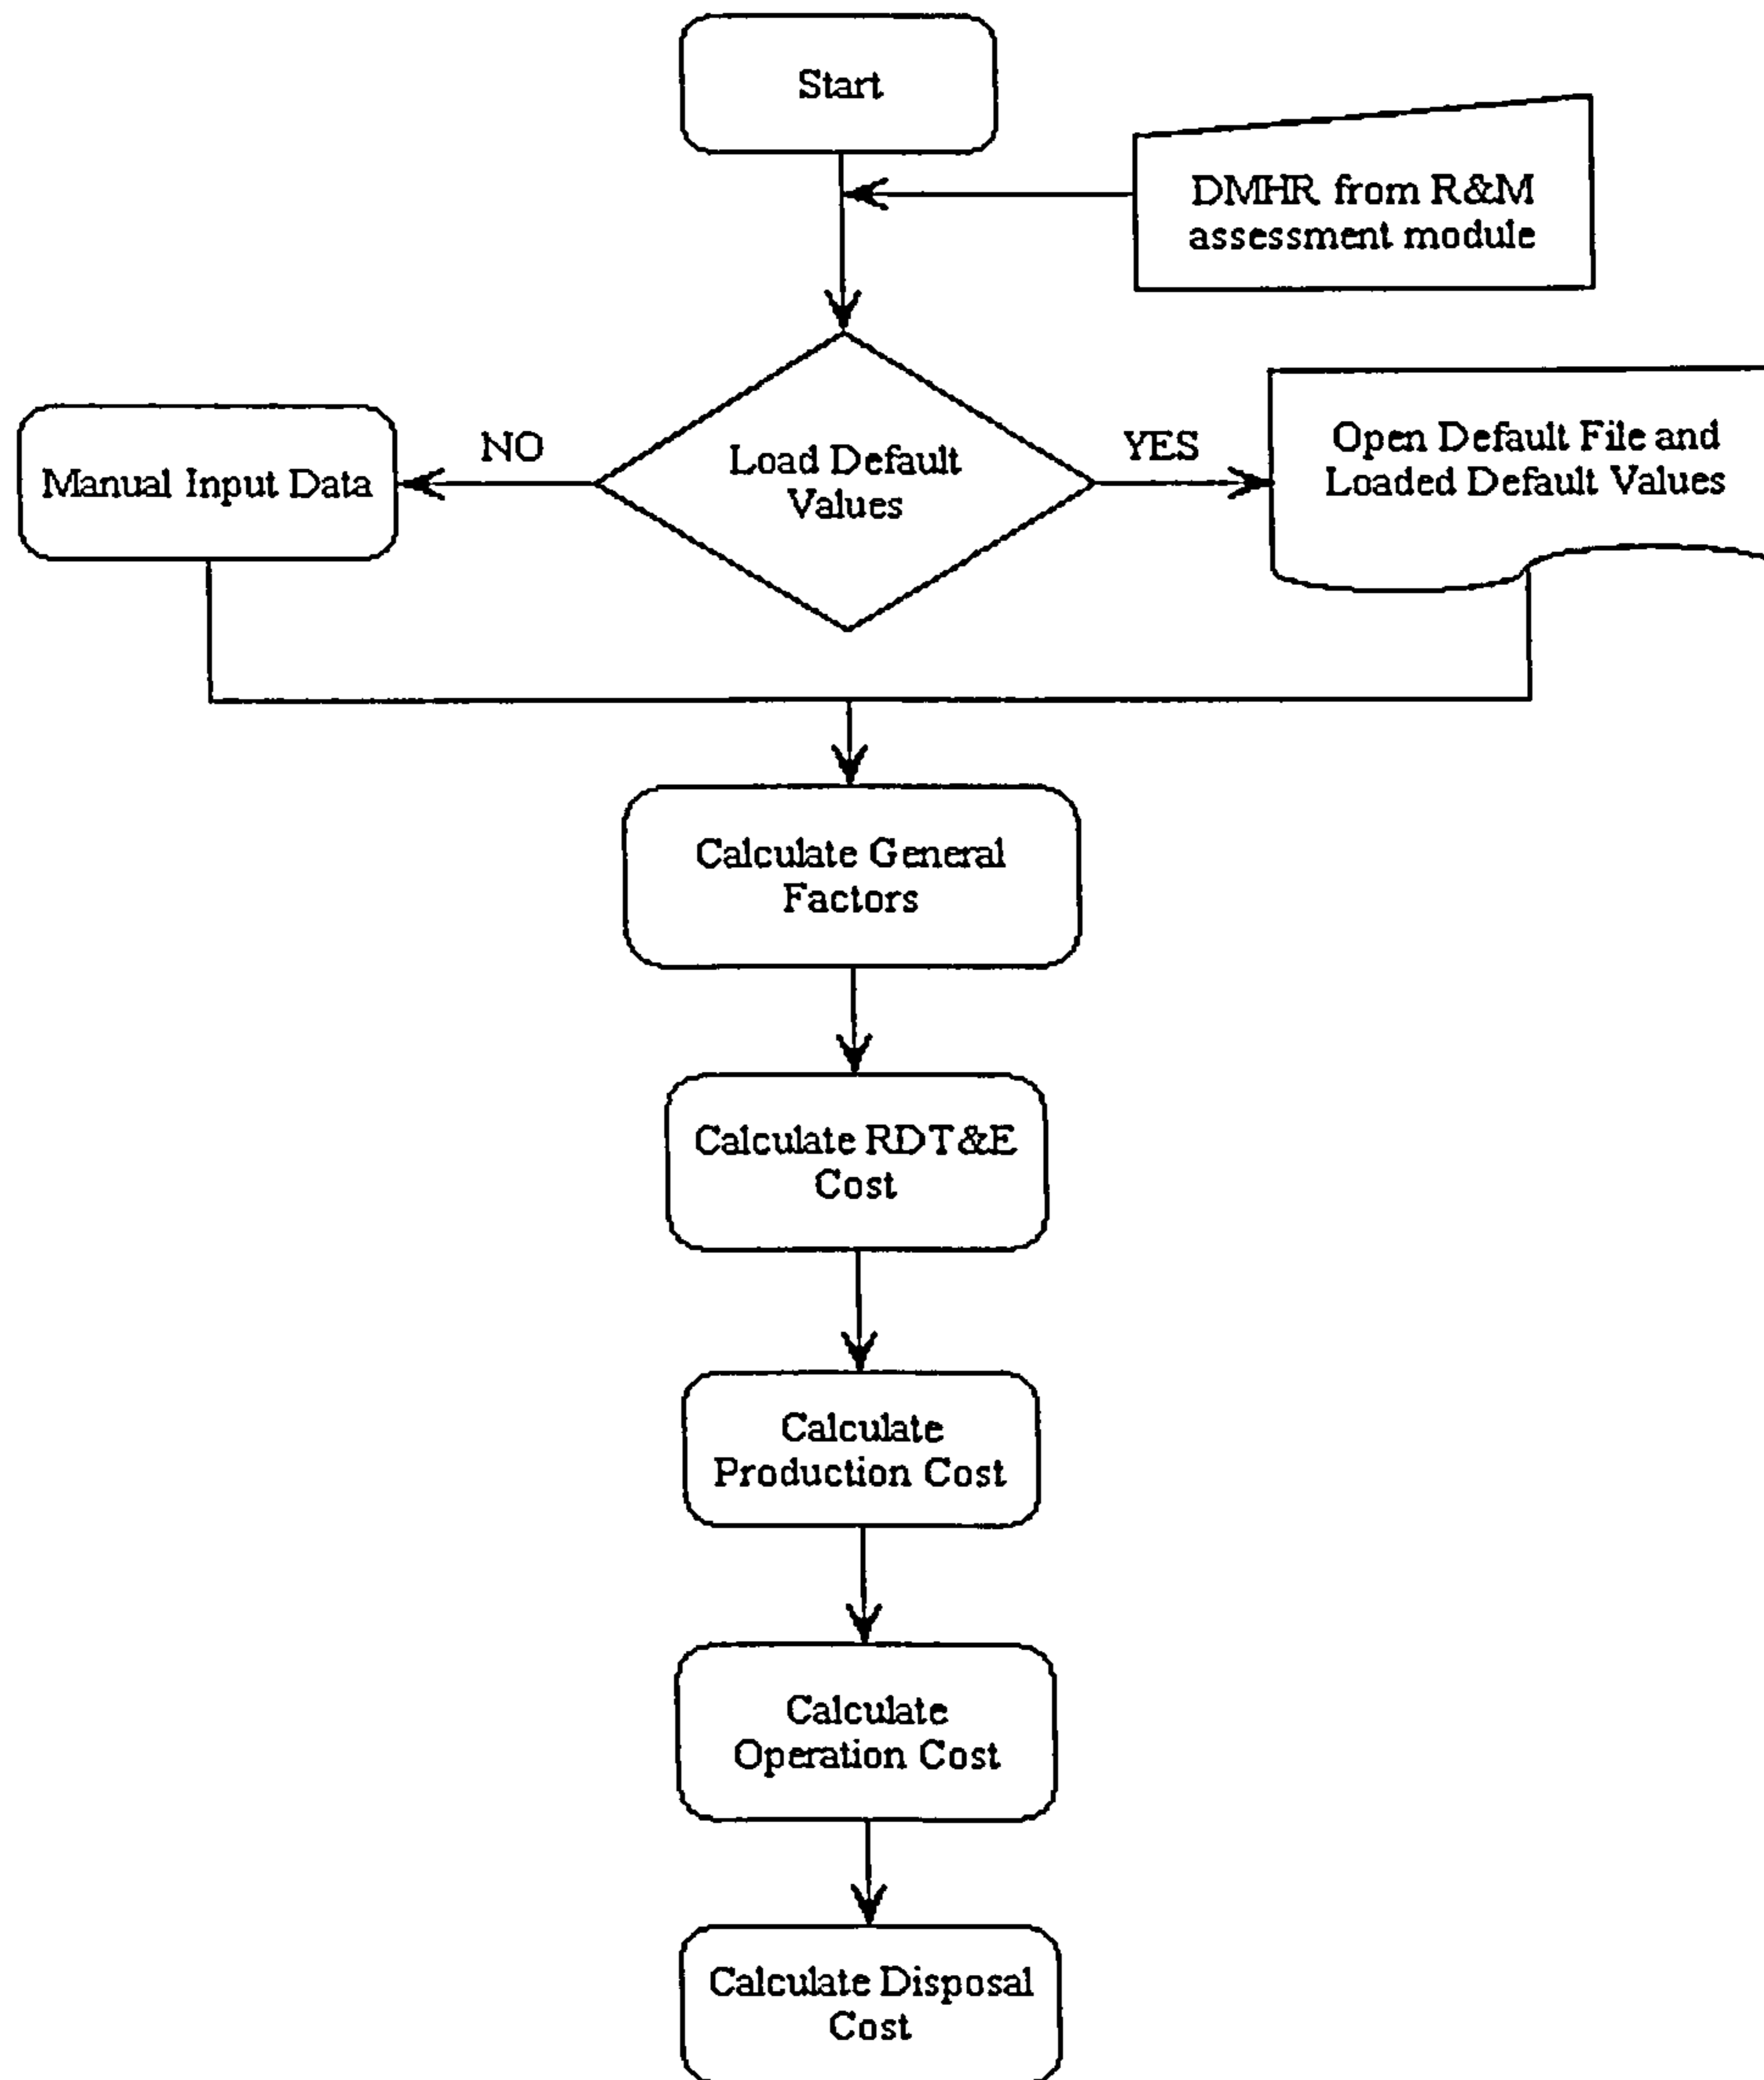 Start
DMHR from R&M
assessment module
Manual Input Data
NO
Load Default
Values
YES
Open Default File and
Loaded Default Values
Calculate General
Factors
Calculate RDT&E
Cost
Calculate
Production Cost
Calculate
Operation Cost
Calculate Disposal
Cost